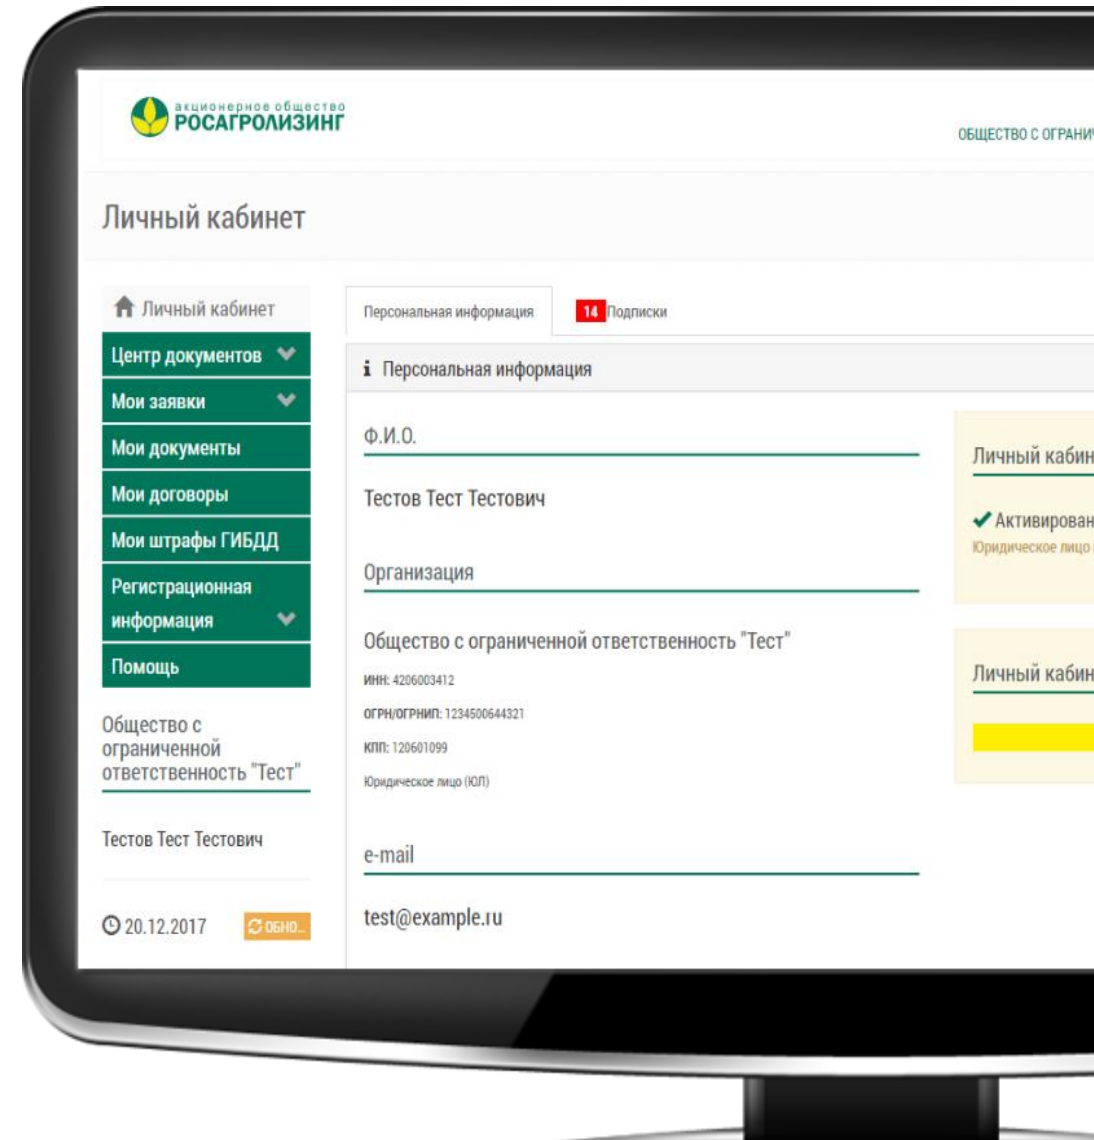 акционерное общество
РОСАГРОЛИЗИНГ
ОБЩЕСТВО С ОГРАНИЧ
Личный кабинет
Личный кабинет
Центр документов
Мои заявки
Мои документы
Мои договоры
Мои штрафы ГИБДД
Регистрационная
информация
Помощь
Общество с
ограниченной
ответственность "Тест"
Тестов Тест Тестович
20.12.2017
ОБНО...
Персональная информация
14 Подписки
Персональная информация
Ф.И.О.
Тестов Тест Тестович
Организация
Общество с ограниченной ответственность "Тест"
ИНН: 4206003412
ОГРН/ОГРНИП: 1234500644321
КПП: 120601099
Юридическое лицо (ЮЛ)
e-mail
test@example.ru
Личный кабин
Активирован
Юридическое лицо
Личный кабин